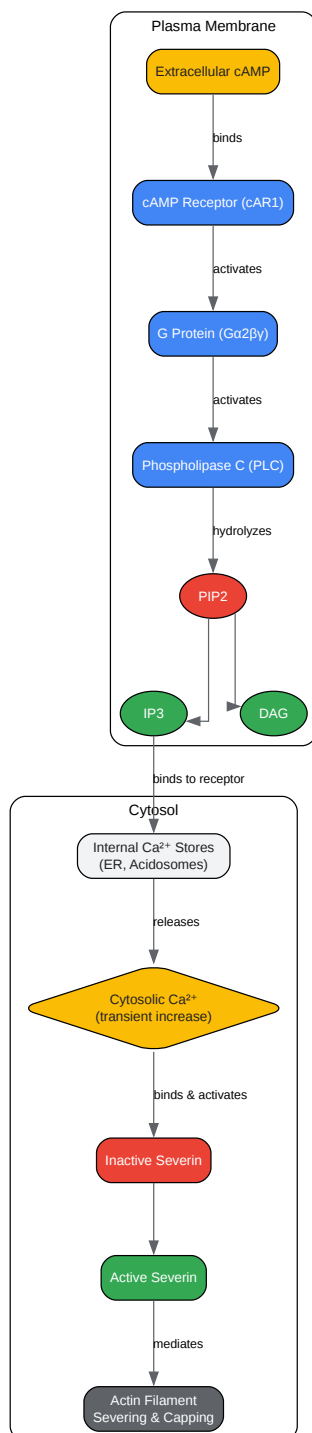 Plasma Membrane
Extracellular cAMP
binds
cAMP Receptor (cAR1)
activates
G Protein (Gα2βγ)
activates
Phospholipase C (PLC)
hydrolyzes
PIP2
IP3
DAG
binds to receptor
Cytosol
Internal Ca²⁺ Stores
(ER, Acidosomes)
releases
Cytosolic Ca²⁺
(transient increase)
binds & activates
Inactive Severin
Active Severin
mediates
Actin Filament
Severing & Capping